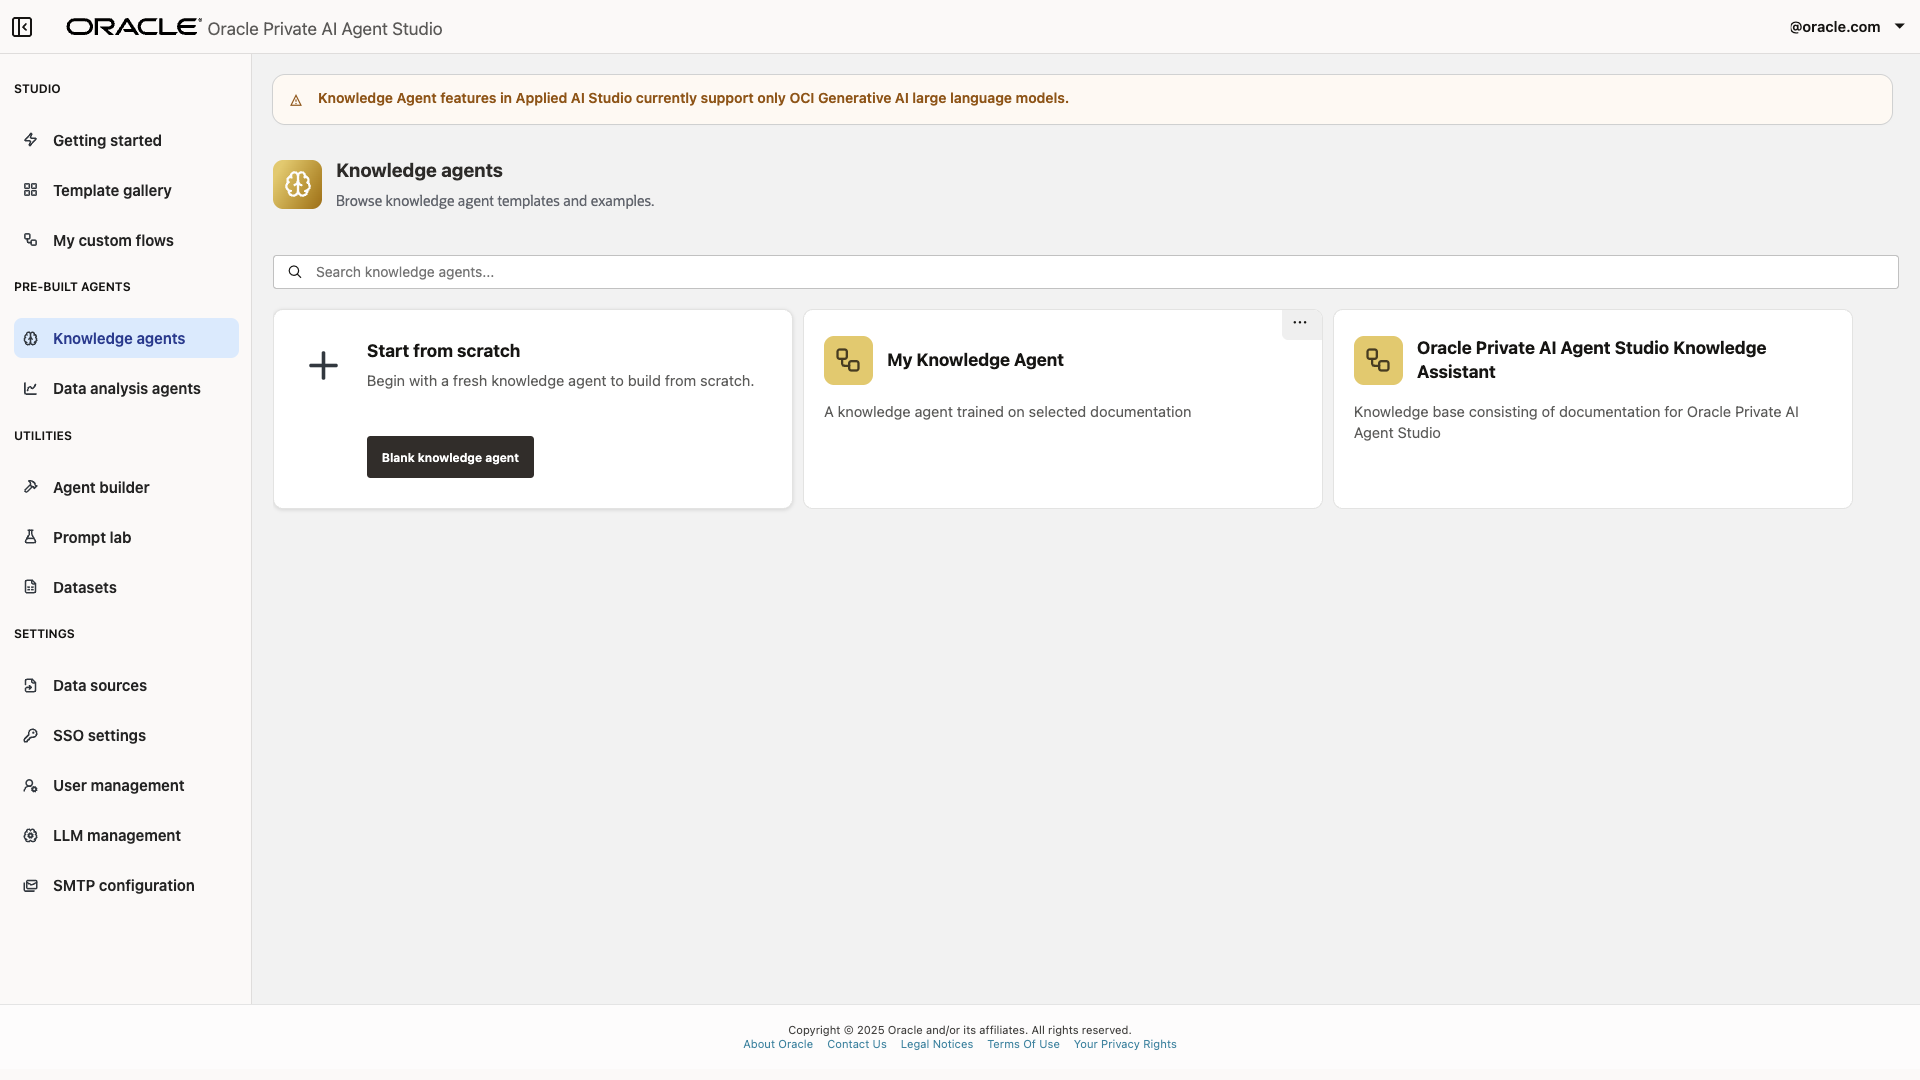 ORACLE Oracle Private AI Agent Studio
@oracle.com
STUDIO
Getting started
Template gallery
My custom flows
PRE-BUILT AGENTS
Knowledge agents
Data analysis agents
UTILITIES
Agent builder
Prompt lab
Datasets
SETTINGS
Data sources
SSO settings
User management
LLM management
SMTP configuration
Knowledge Agent features in Applied AI Studio currently support only OCI Generative AI large language models.
Knowledge agents
Browse knowledge agent templates and examples.
Search knowledge agents...
Start from scratch
Begin with a fresh knowledge agent to build from scratch.
Blank knowledge agent
My Knowledge Agent
A knowledge agent trained on selected documentation
Oracle Private AI Agent Studio Knowledge
Assistant
Knowledge base consisting of documentation for Oracle Private AI
Agent Studio
Copyright © 2025 Oracle and/or its affiliates. All rights reserved.
About Oracle Contact Us Legal Notices Terms Of Use Your Privacy Rights